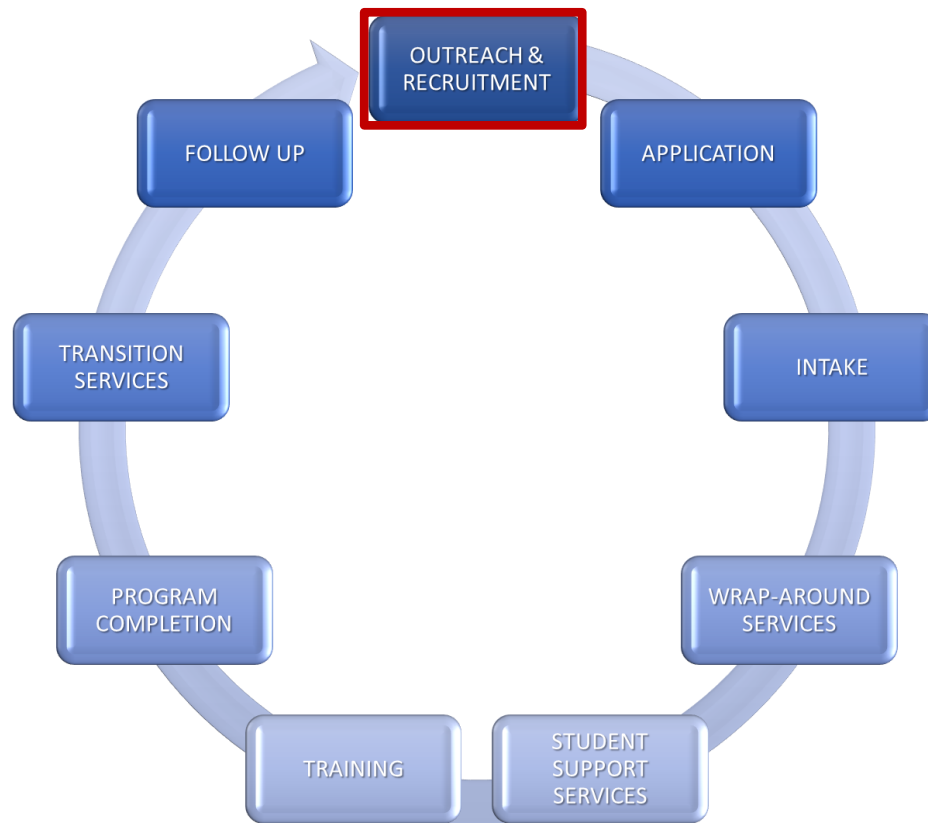 OUTREACH &
RECRUITMENT
APPLICATION
INTAKE
WRAP-AROUND
SERVICES
STUDENT
SUPPORT
SERVICES
TRAINING
PROGRAM
COMPLETION
TRANSITION
SERVICES
FOLLOW UP